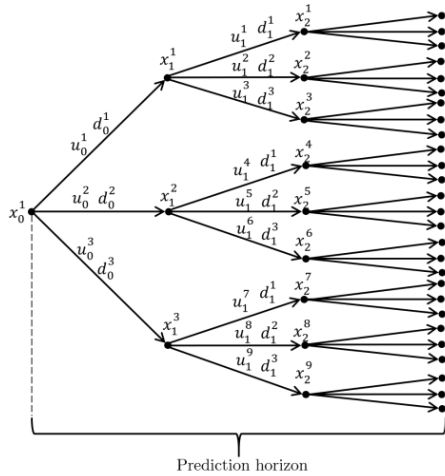 x_2^1
u_1^1 d_1^1
x_1^1
u_1^2 d_1^2 x_2^2
u_1^3 d_1^3 x_2^3
u_0^1 d_0^1
u_1^4 d_1^1 x_2^4
x_0^1 u_0^2 d_0^2 x_1^2 u_1^5 d_1^2 x_2^5
u_1^6 d_1^3 x_2^6
u_0^3 d_0^3
u_1^7 d_1^1 x_2^7
x_1^3 u_1^8 d_1^2 x_2^8
u_1^9 d_1^3 x_2^9
Prediction horizon